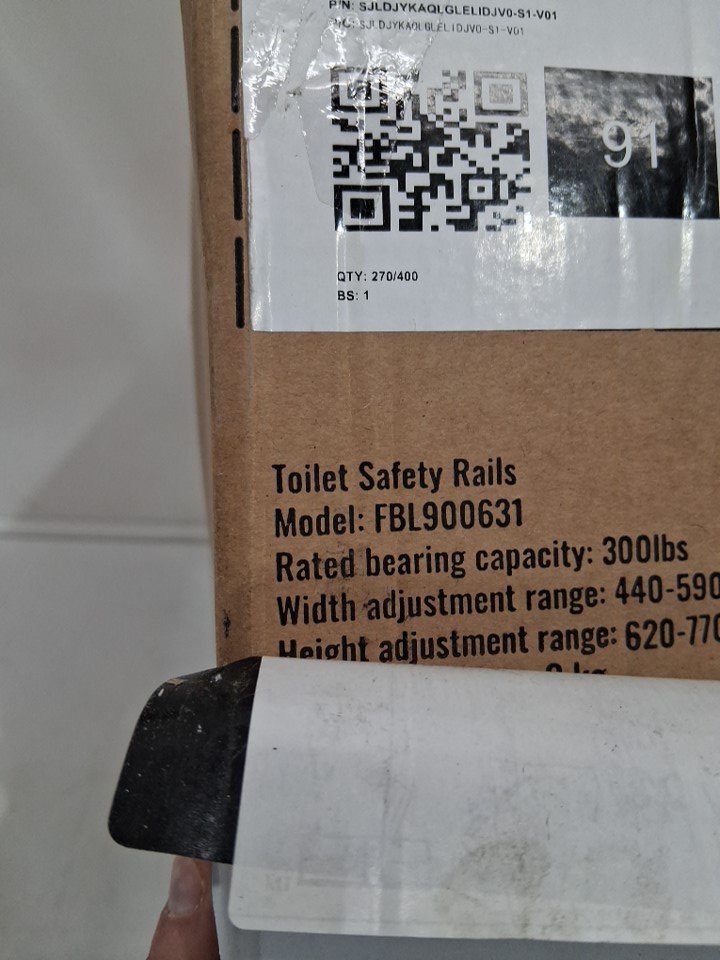 P/N: SJLDJYKAQLGLELIDJV0-S1-V01
SJLDJYKAQLGLELIDJV0-S1-V01
91
QTY: 270/400
BS: 1
Toilet Safety Rails
Model: FBL900631
Rated bearing capacity: 300lbs
Width adjustment range: 440-590
Height adjustment range: 620-770
kg